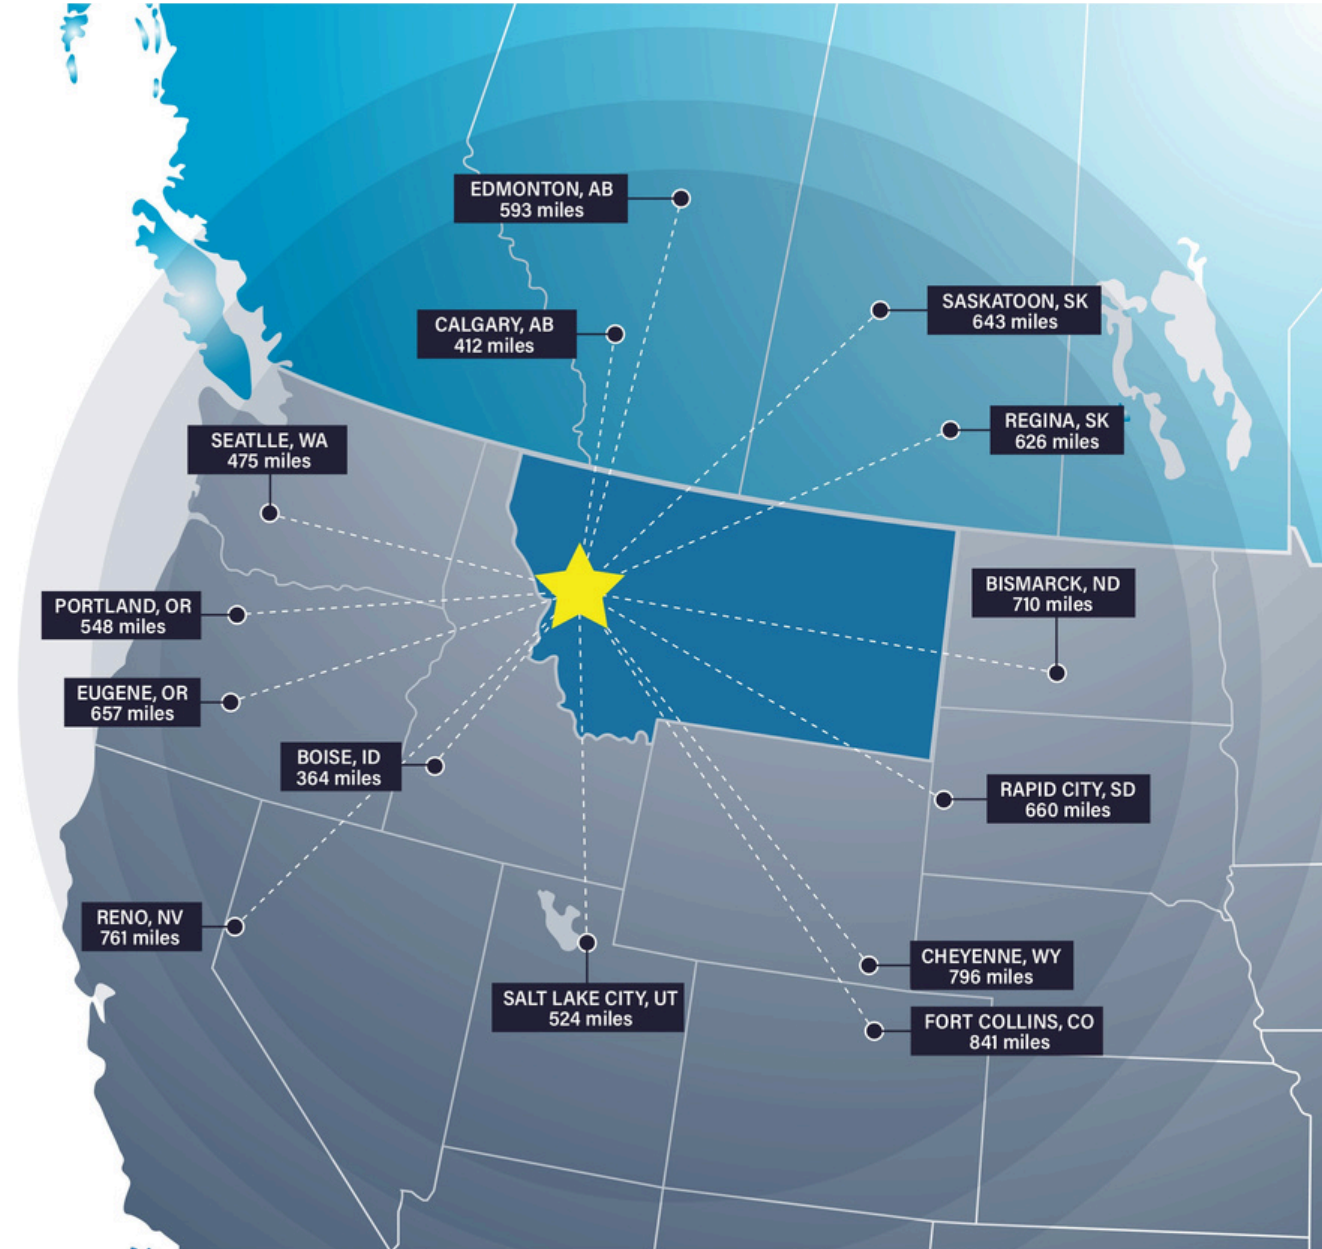 EDMONTON, AB
593 miles
SASKATOON, SK
643 miles
CALGARY, AB
412 miles
REGINA, SK
626 miles
SEATLLE, WA
475 miles
BISMARCK, ND
710 miles
PORTLAND, OR
548 miles
EUGENE, OR
657 miles
BOISE, ID
364 miles
RAPID CITY, SD
660 miles
RENO, NV
761 miles
CHEYENNE, WY
796 miles
SALT LAKE CITY, UT
524 miles
FORT COLLINS, CO
841 miles